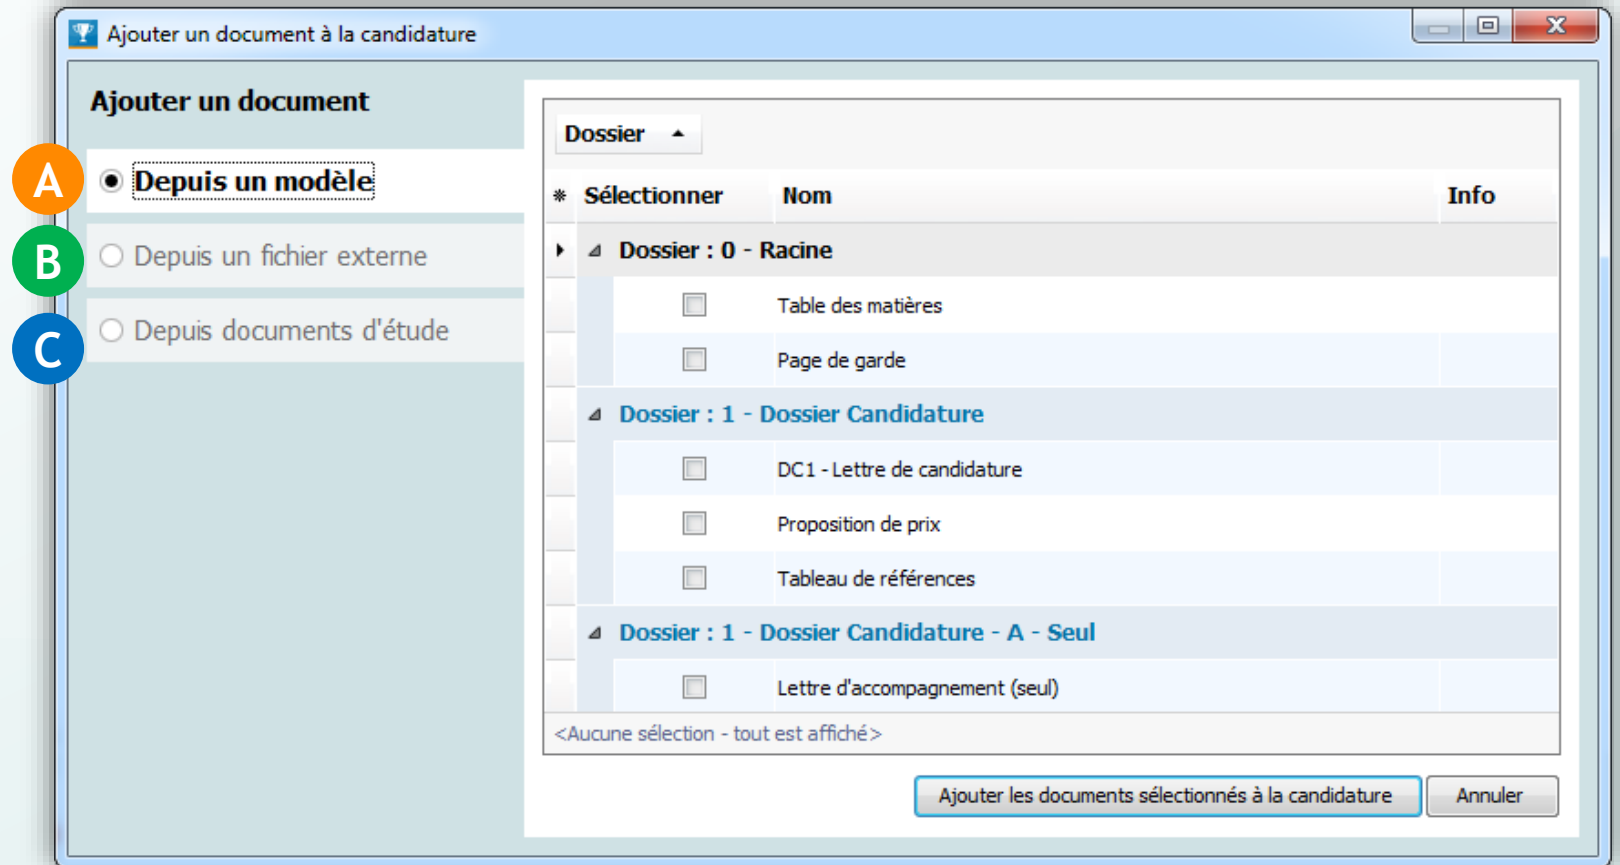 Ajouter un document à la candidature
Ajouter un document
A
Depuis un modèle
B
Depuis un fichier externe
C
Depuis documents d'étude
Dossier
Sélectionner Nom Info
Dossier : 0 - Racine
Table des matières
Page de garde
Dossier : 1 - Dossier Candidature
DC1 - Lettre de candidature
Proposition de prix
Tableau de références
Dossier : 1 - Dossier Candidature - A - Seul
Lettre d'accompagnement (seul)
<Aucune sélection - tout est affiché>
Ajouter les documents sélectionnés à la candidature
Annuler